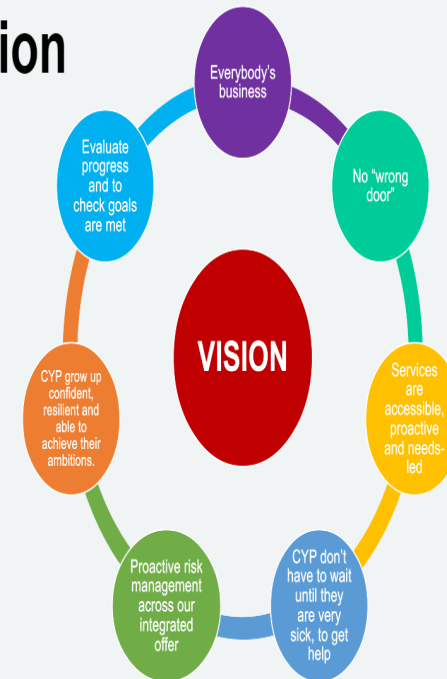 ion
Everybody's
business
No "wrong
door"
Services
are
accessible,
proactive
and needs-
led
CYP don't
have to wait
until they
are very
sick, to get
help
Proactive risk
management
across our
integrated
offer
CYP grow up
confident,
resilient and
able to
achieve their
ambitions.
Evaluate
progress
and to
check goals
are met
VISION